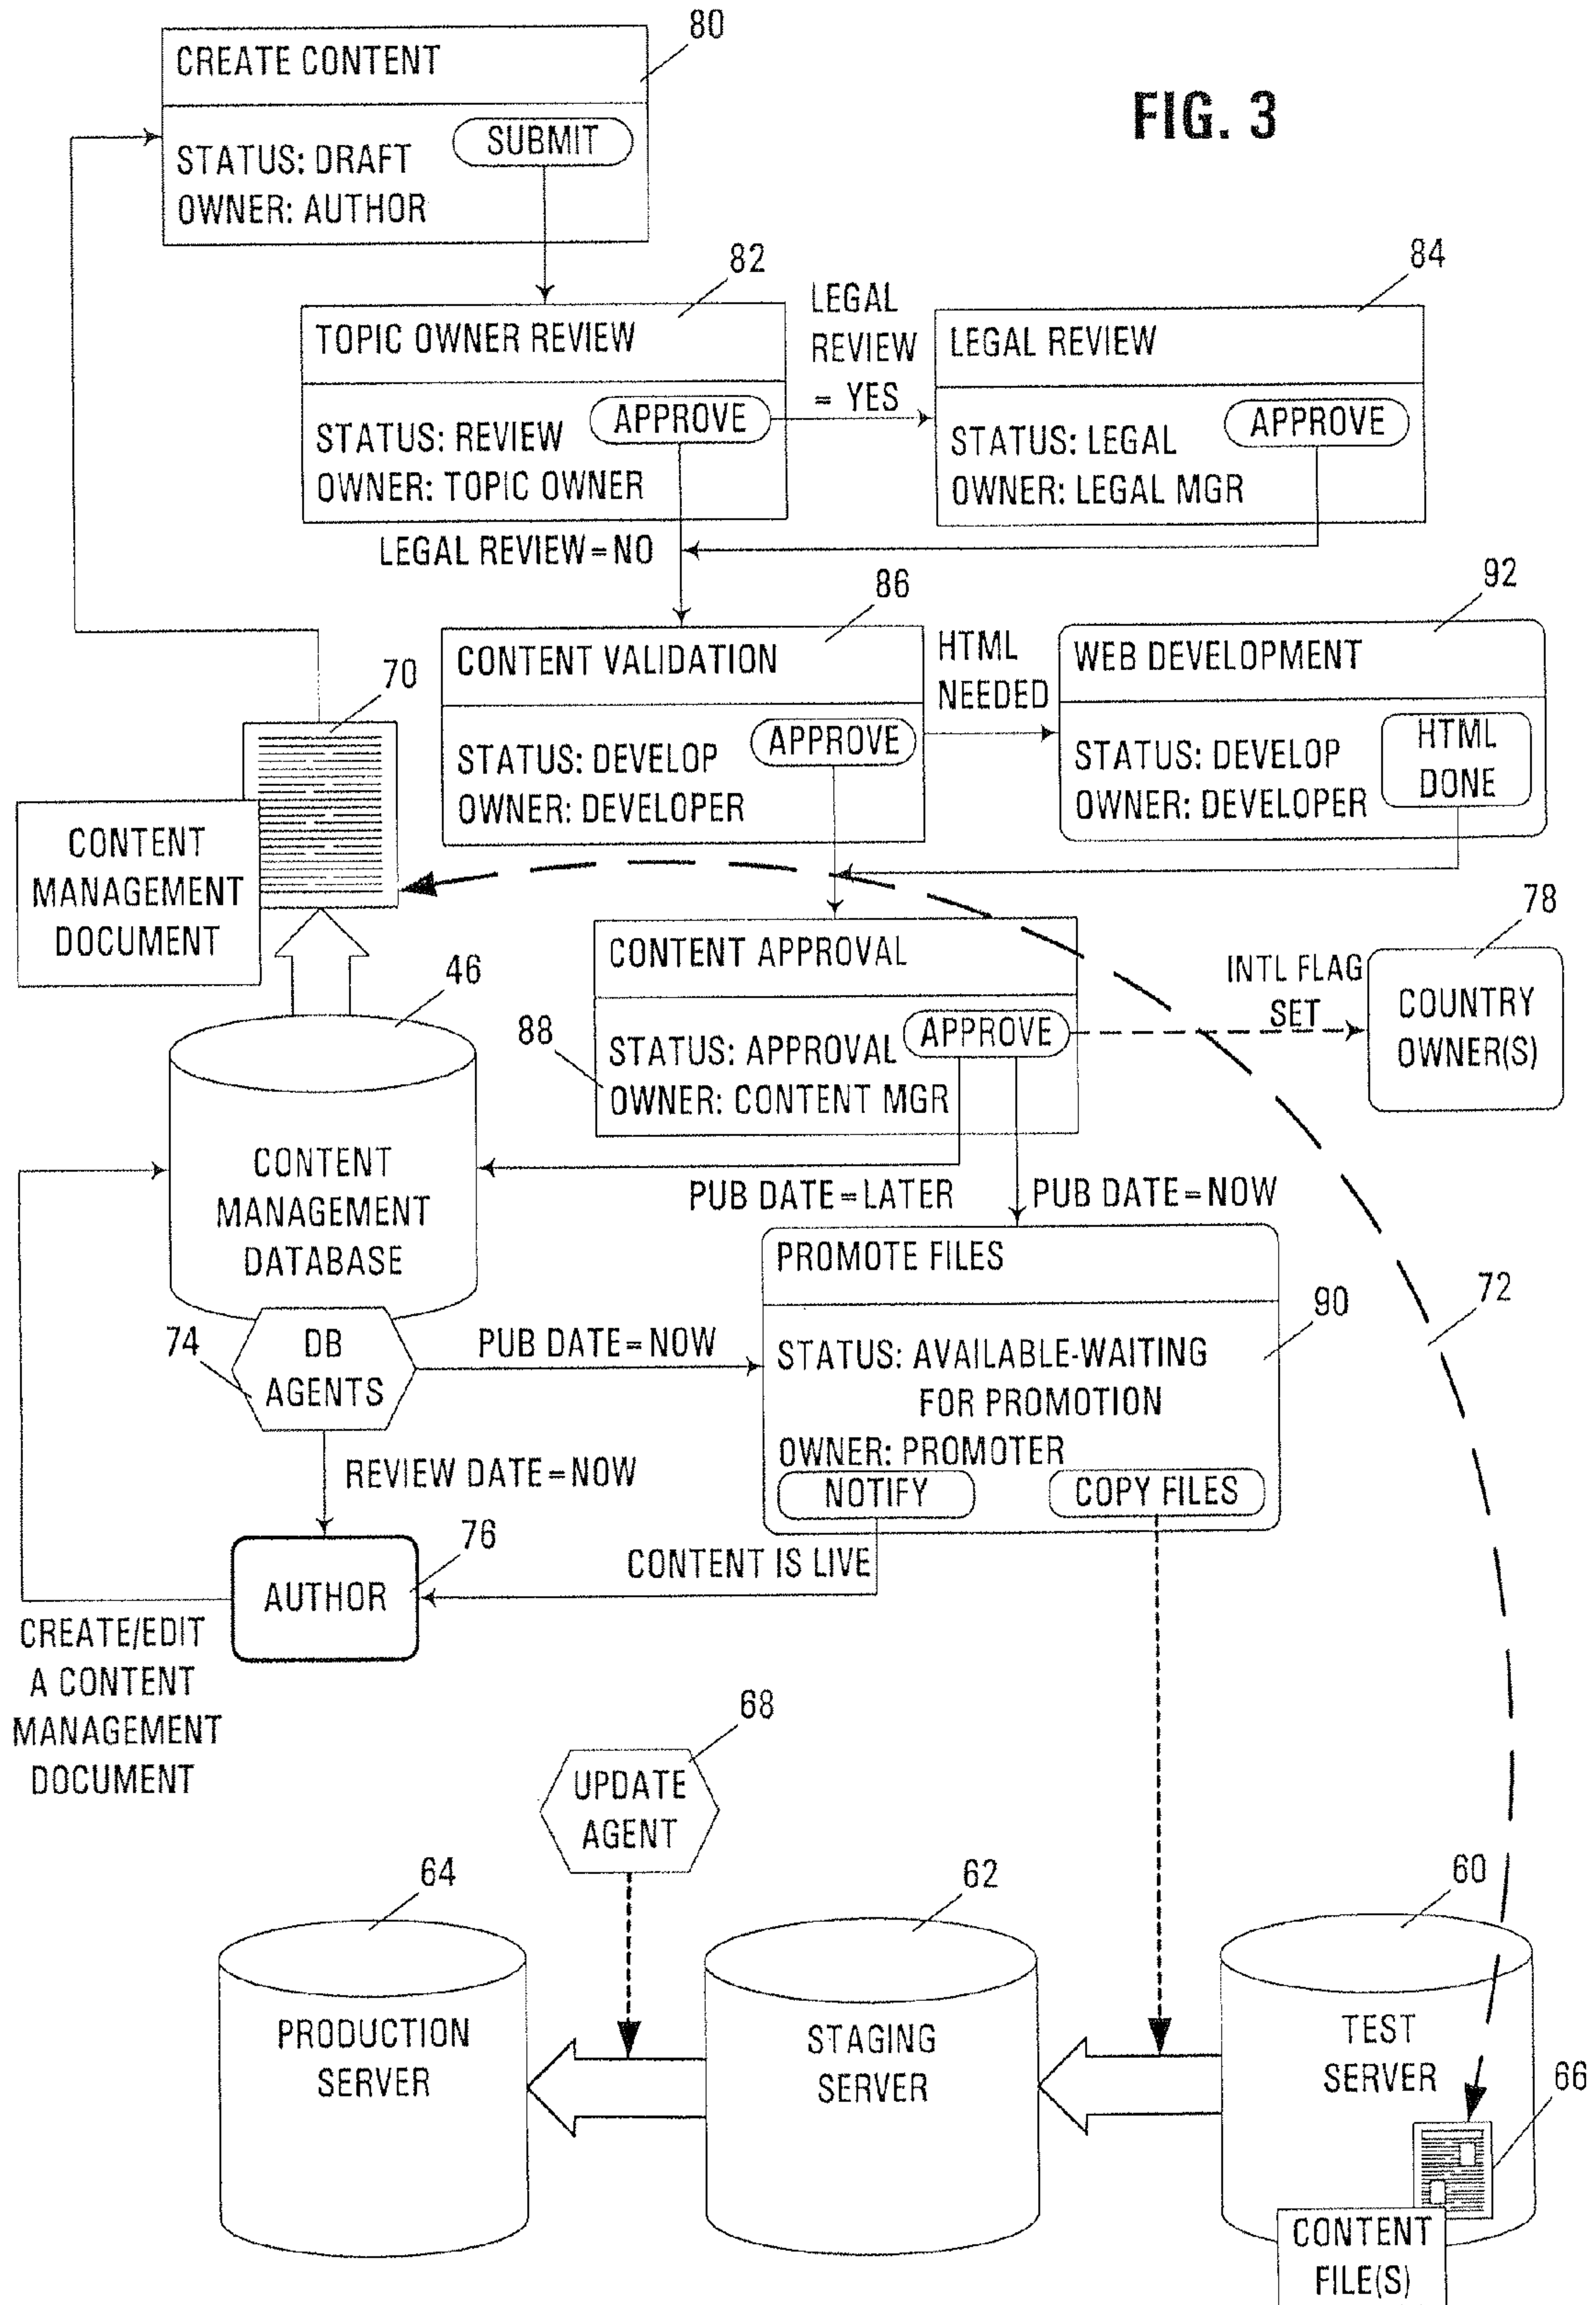 80
CREATE CONTENT
FIG. 3
SUBMIT
STATUS: DRAFT
OWNER: AUTHOR
82
84
LEGAL
REVIEW
= YES
TOPIC OWNER REVIEW
LEGAL REVIEW
APPROVE
STATUS: REVIEW
OWNER: TOPIC OWNER
APPROVE
STATUS: LEGAL
OWNER: LEGAL MGR
LEGAL REVIEW=NO
86
92
CONTENT VALIDATION
HTML
NEEDED
WEB DEVELOPMENT
70
APPROVE
STATUS: DEVELOP
OWNER: DEVELOPER
HTML
DONE
STATUS: DEVELOP
OWNER: DEVELOPER
CONTENT
MANAGEMENT
DOCUMENT
78
CONTENT APPROVAL
46
INTL FLAG
SET
COUNTRY
OWNER(S)
88
APPROVE
STATUS: APPROVAL
OWNER: CONTENT MGR
CONTENT
MANAGEMENT
DATABASE
PUB DATE=LATER
PUB DATE=NOW
PROMOTE FILES
72
90
74
DB
AGENTS
PUB DATE=NOW
STATUS: AVAILABLE-WAITING
FOR PROMOTION
OWNER: PROMOTER
REVIEW DATE=NOW
NOTIFY
COPY FILES
76
CONTENT IS LIVE
AUTHOR
CREATE/EDIT
A CONTENT
MANAGEMENT
DOCUMENT
68
UPDATE
AGENT
64
62
60
PRODUCTION
SERVER
STAGING
SERVER
TEST
SERVER
66
CONTENT
FILE(S)